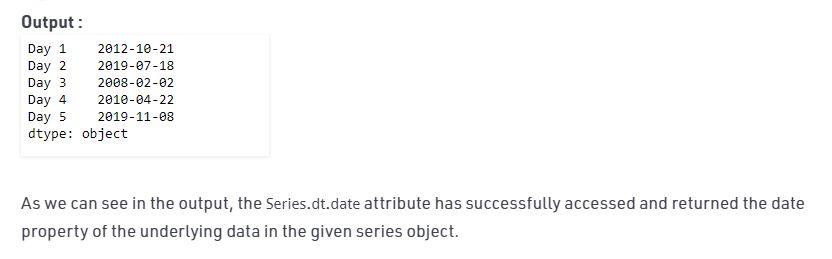 Output :
Day 1    2012-10-21
Day 2    2019-07-18
Day 3    2008-02-02
Day 4    2010-04-22
Day 5    2019-11-08
dtype: object
As we can see in the output, the Series.dt.date attribute has successfully accessed and returned the date
property of the underlying data in the given series object.